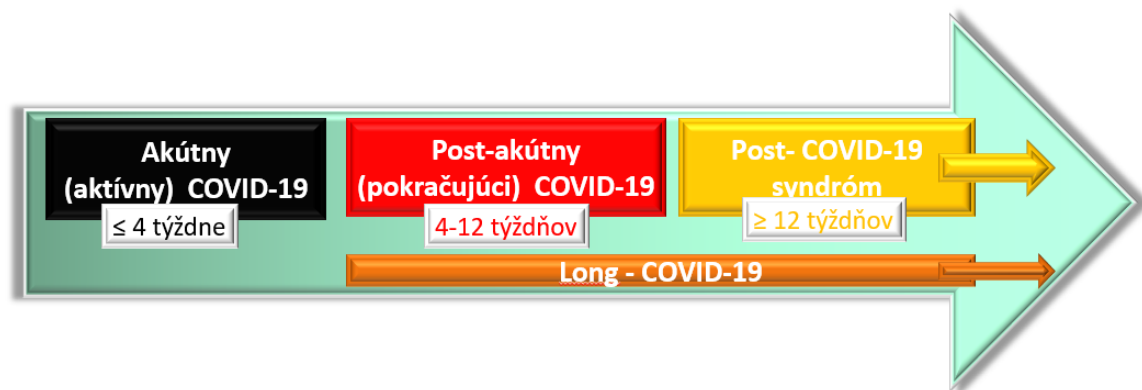 Akútny
(aktívny) COVID-19
≤ 4 týždne
Post-akútny
(pokračujúci) COVID-19
4-12 týždňov
Post- COVID-19
syndróm
≥ 12 týždňov
Long - COVID-19